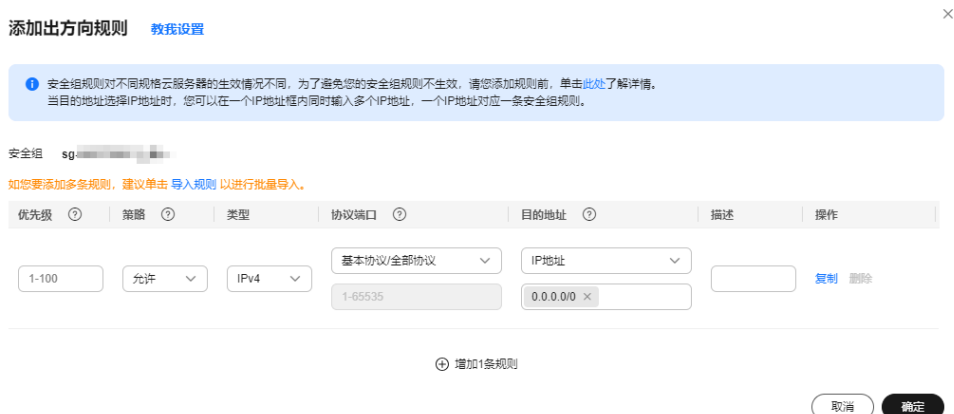 添加出方向规则 教我设置
安全组规则对不同规格云服务器的生效情况不同，为了避免您的安全组规则不生效，请您添加规则前，单击此处了解详情。
当目的地址选择IP地址时，您可以在一个IP地址框内同时输入多个IP地址，一个IP地址对应一条安全组规则。
安全组 sg
如您要添加多条规则，建议单击 导入规则 以进行批量导入。
优先级 策略 类型 协议端口 目的地址 描述 操作
基本协议/全部协议 IP地址
1-100 允许 IPv4 复制 删除
1-65535 0.0.0.0/0
增加1条规则
取消 确定